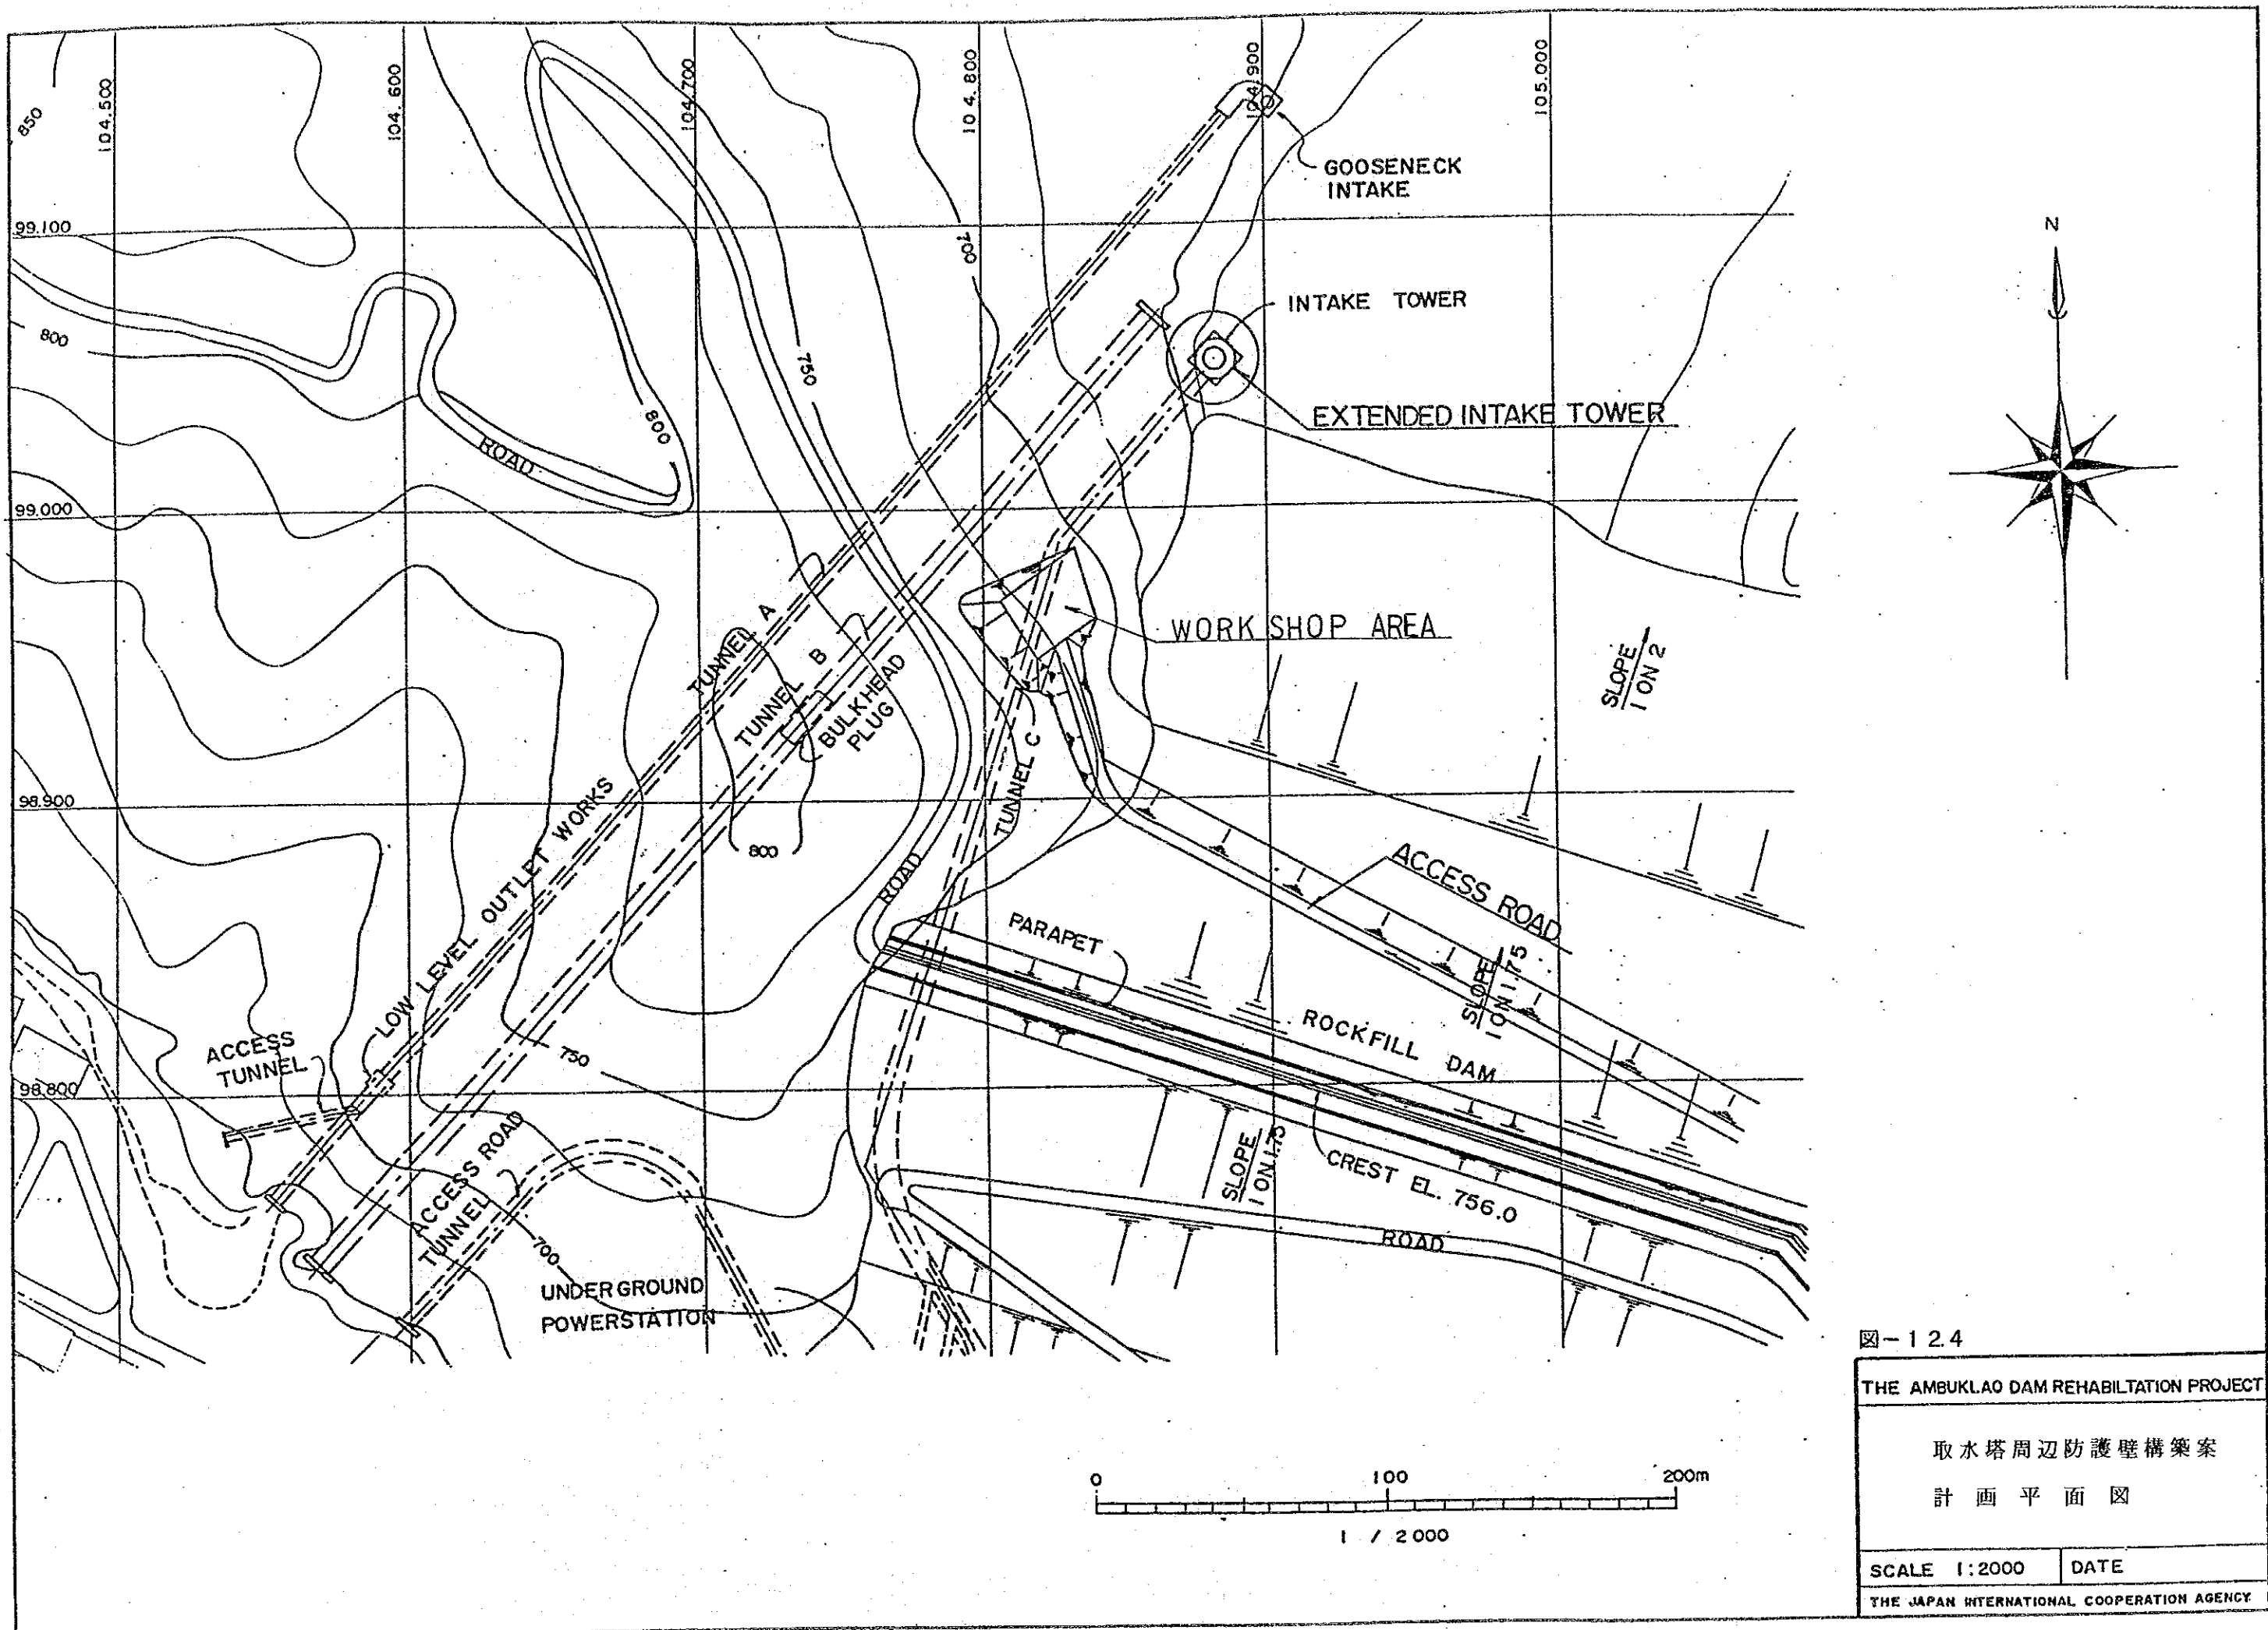 850
104.500
104.600
104.700
104.800
104.900
105.000
GOOSENECK
INTAKE
N
99.100
700
INTAKE TOWER
800
750
800
EXTENDED INTAKE TOWER
ROAD
99.000
WORK SHOP AREA
TUNNEL A
TUNNEL B
BULKHEAD
PLUG
SLOPE
1 ON 2
TUNNEL C
98.900
LOW LEVEL OUTLET WORKS
800
ROAD
ACCESS ROAD
PARAPET
SLOPE
1 ON 1.75
ROCKFILL DAM
ACCESS
TUNNEL
750
98.800
ACCESS ROAD
TUNNEL
SLOPE
1 ON 1.75
CREST EL. 756.0
700
ROAD
UNDERGROUND
POWERSTATION
図-12.4
THE AMBUKLAO DAM REHABILTATION PROJECT
取水塔周辺防護壁構築案
計画平面図
0 100 200m
1 / 2000
SCALE 1:2000 DATE
THE JAPAN INTERNATIONAL COOPERATION AGENCY